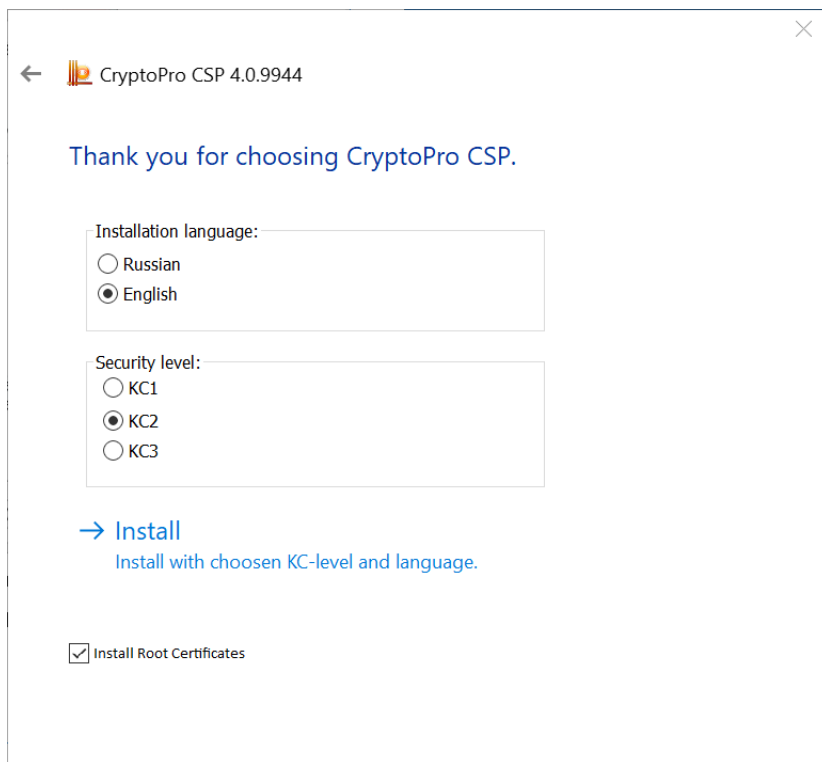 CryptoPro CSP 4.0.9944
Thank you for choosing CryptoPro CSP.
Installation language:
Russian
English
Security level:
KC1
KC2
KC3
Install
Install with choosen KC-level and language.
Install Root Certificates